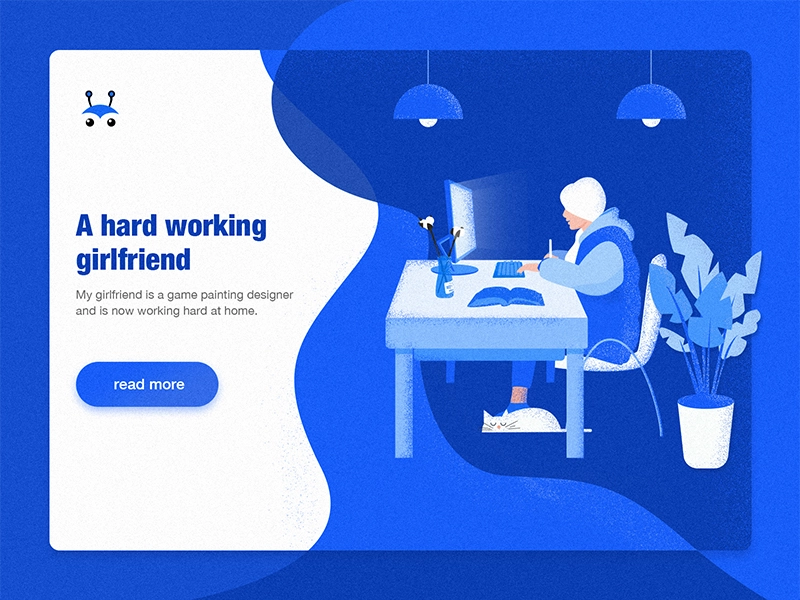 A hard working
girlfriend
My girlfriend is a game painting designer
and is now working hard at home.
read more